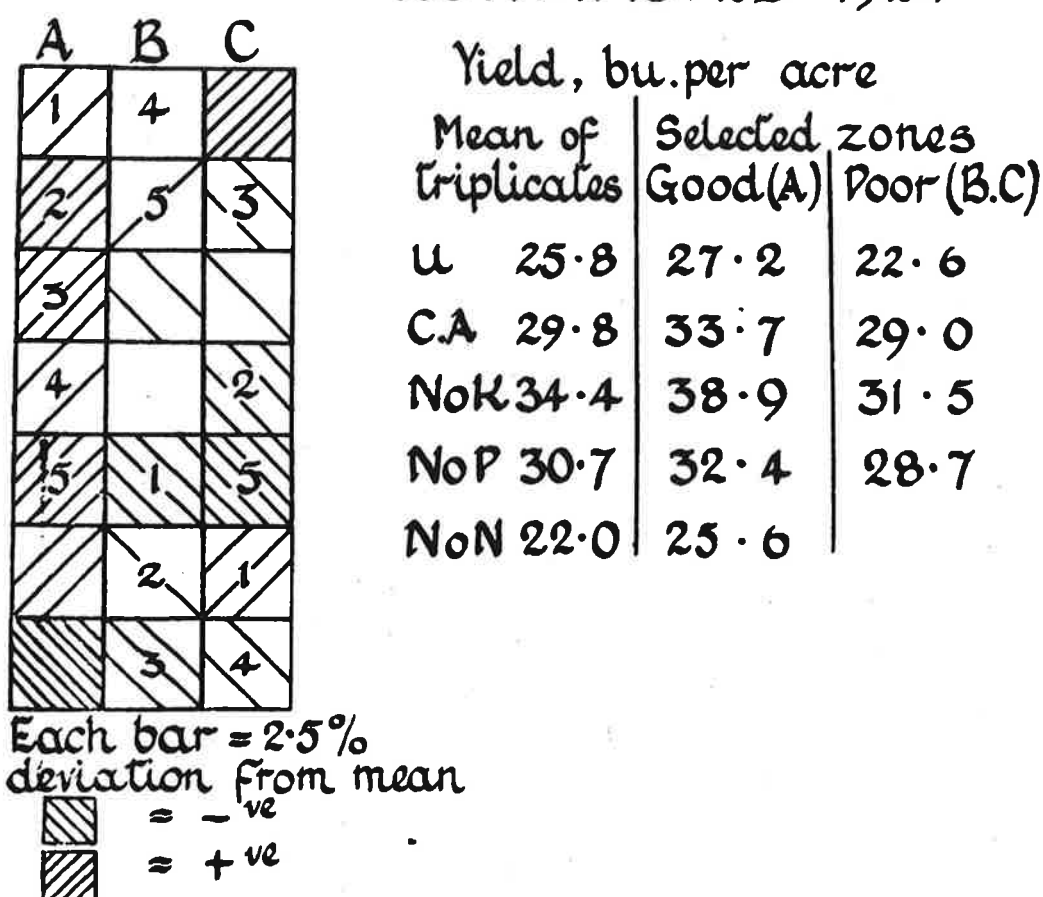 A B C
1 4
2 5 3
3
4 2
5 1 5
2 1
3 4
Each bar = 2·5%
deviation from mean
= - ve
= + ve
Yield, bu. per acre
Mean of triplicates | Selected zones
Good (A) | Poor (B.C)
U 25·8 27·2 22·6
C.A 29·8 33·7 29·0
NoK 34·4 38·9 31·5
NoP 30·7 32·4 28·7
NoN 22·0 25·6